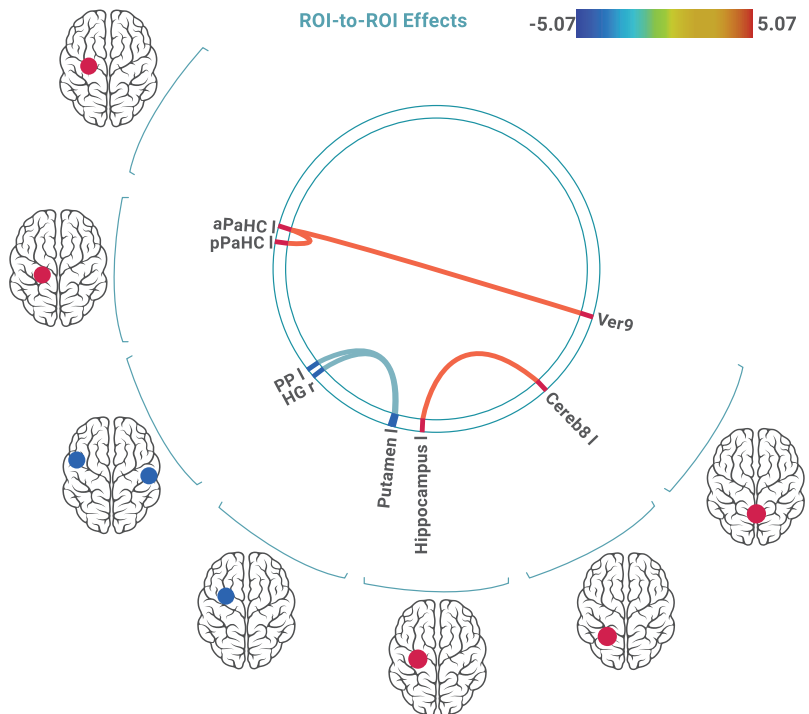 ROI-to-ROI Effects
-5.07
5.07
aPaHC l
pPaHC l
Ver9
PP l
HG r
Cereb8 l
Putamen l
Hippocampus l